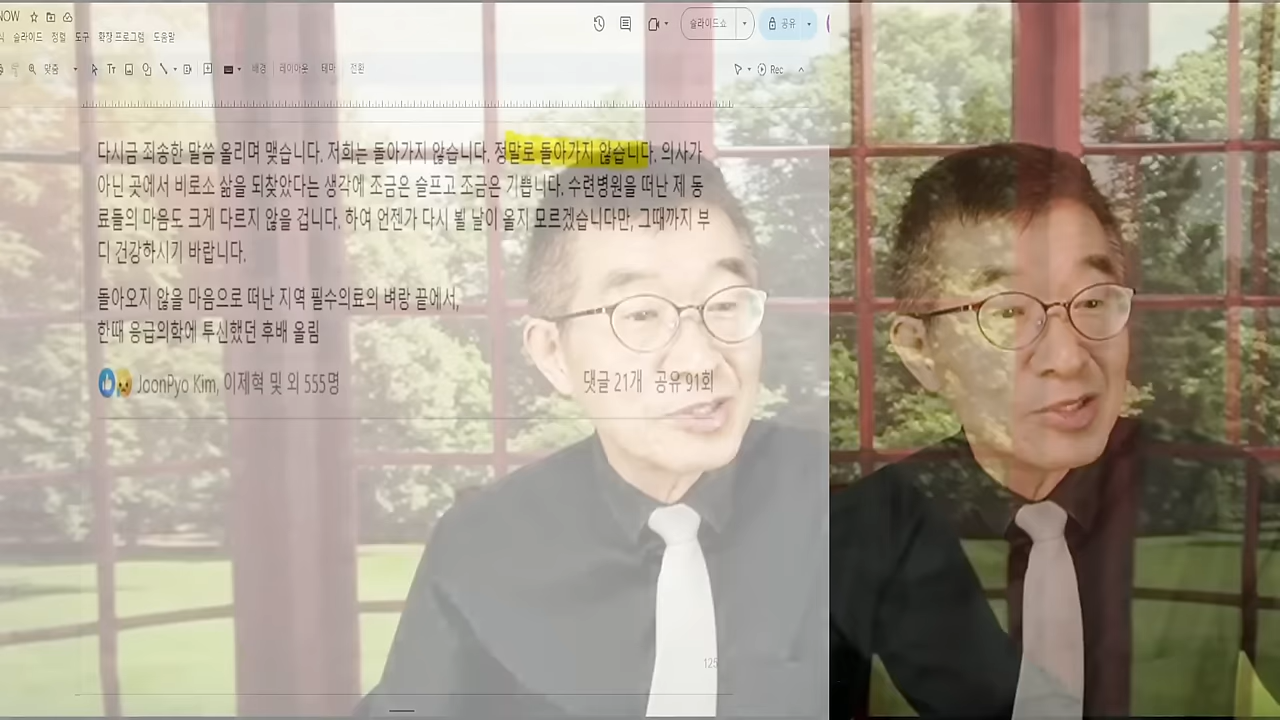 NOW
슬라이드 정렬 도구 확장 프로그램 도움말
슬라이드쇼
공유
맞춤
Tr
배경 레이아웃 테마 전환
Rec
다시금 죄송한 말씀 올리며 맺습니다. 저희는 돌아가지 않습니다. 정말로 돌아가지 않습니다. 의사가
아닌 곳에서 비로소 삶을 되찾았다는 생각에 조금은 슬프고 조금은 기쁩니다. 수련병원을 떠난 제 동
료들의 마음도 크게 다르지 않을 겁니다. 하여 언젠가 다시 뵐 날이 올지 모르겠습니다만, 그때까지 부
디 건강하시기 바랍니다.
돌아오지 않을 마음으로 떠난 지역 필수의료의 벼랑 끝에서,
한때 응급의학에 투신했던 후배 올림
JoonPyo Kim, 이제혁 및 외 555명
댓글 21개 공유 91회
125